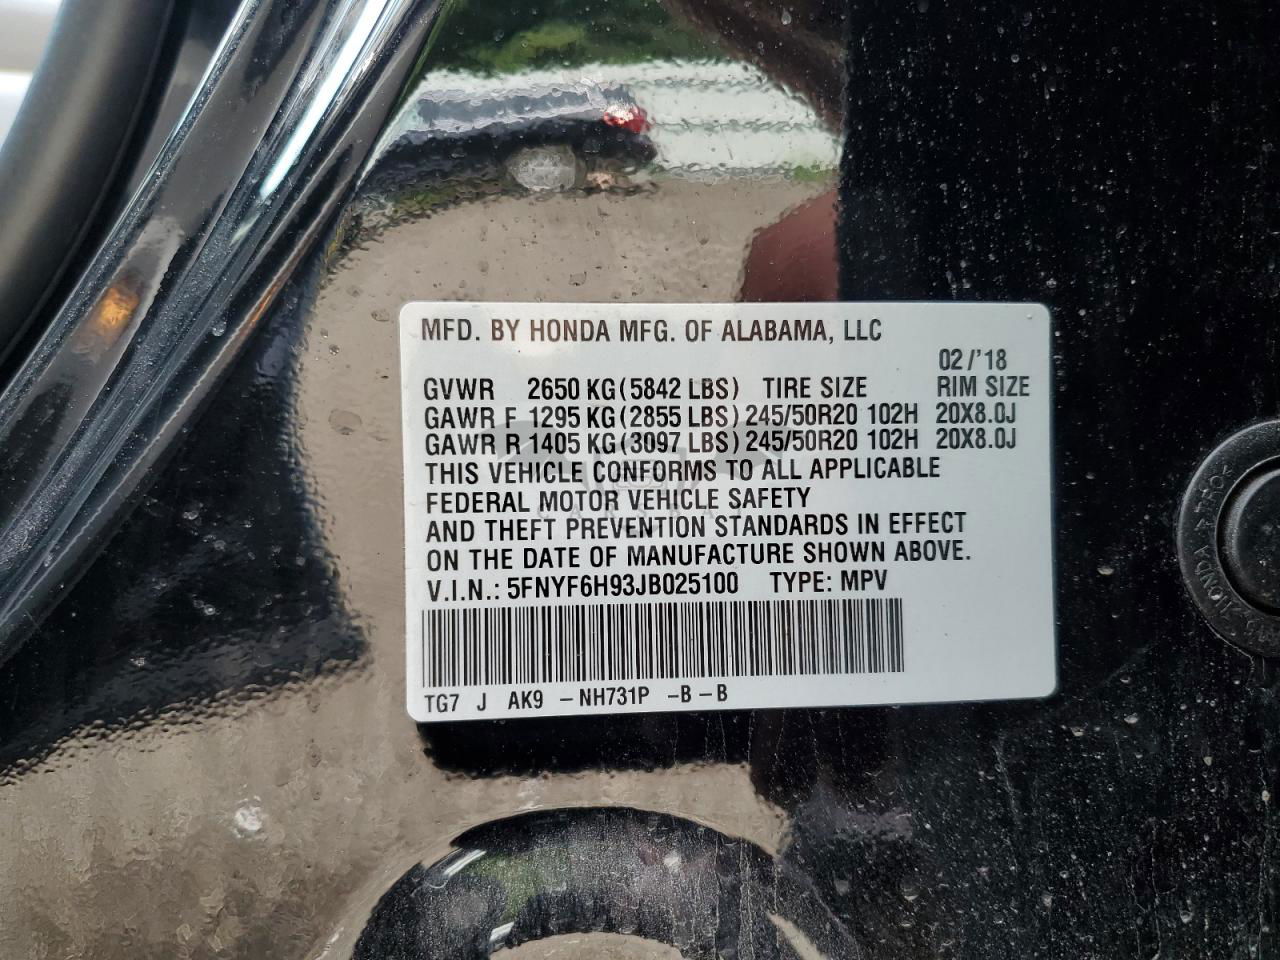 MFD. BY HONDA MFG. OF ALABAMA, LLC
02/'18
GVWR 2650 KG(5842 LBS) TIRE SIZE RIM SIZE
GAWR F 1295 KG(2855 LBS) 245/50R20 102H 20X8.0J
GAWR R 1405 KG(3097 LBS) 245/50R20 102H 20X8.0J
THIS VEHICLE CONFORMS TO ALL APPLICABLE
FEDERAL MOTOR VEHICLE SAFETY
AND THEFT PREVENTION STANDARDS IN EFFECT
ON THE DATE OF MANUFACTURE SHOWN ABOVE.
V.I.N.: 5FNYF6H93JB025100 TYPE: MPV
TG7 J AK9 -NH731P -B-B